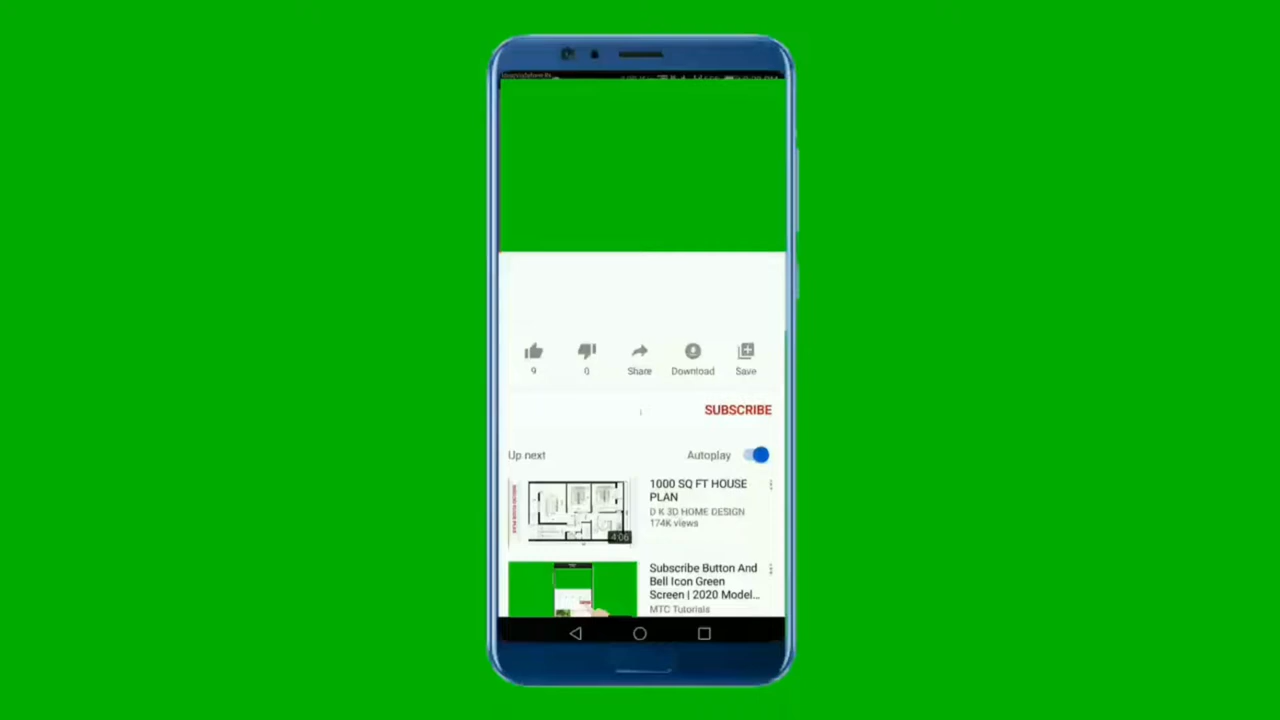 9
0
Share
Download
Save
SUBSCRIBE
Up next
Autoplay
1000 SQ FT HOUSE
PLAN
D K 3D HOME DESIGN
174K views
4:06
Subscribe Button And
Bell Icon Green
Screen | 2020 Model...
MTC Tutorials